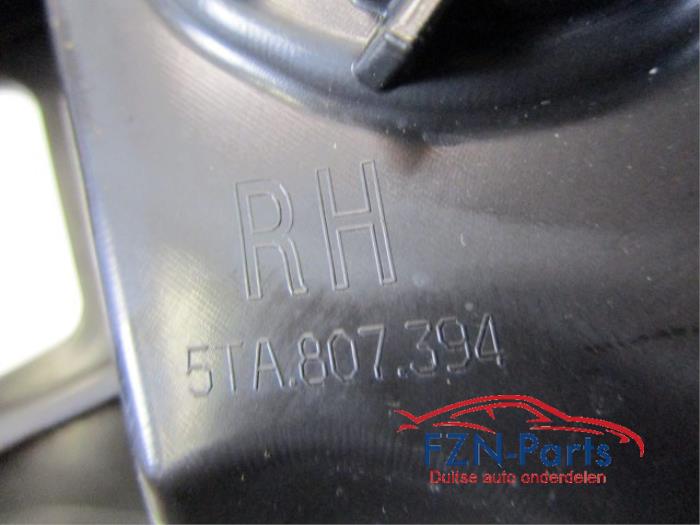 RH
5TA.807.394
FZN-Parts
Duitse auto onderdelen